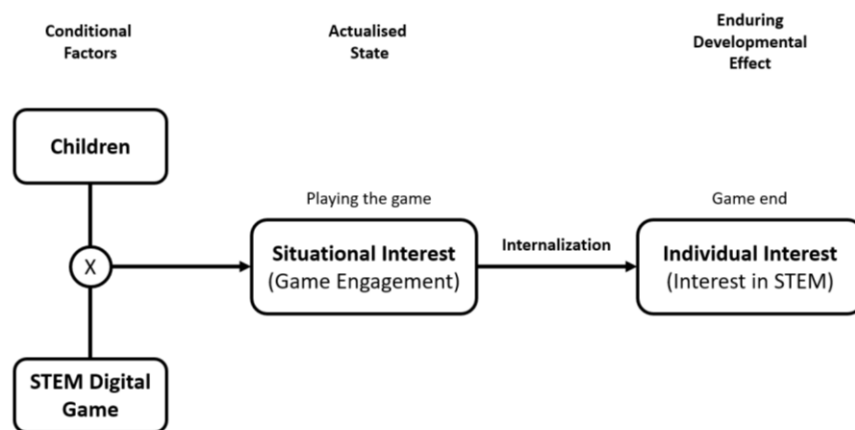 Conditional
Factors
Actualised
State
Enduring
Developmental
Effect
Children
Playing the game
Game end
X
Situational Interest
(Game Engagement)
Internalization
Individual Interest
(Interest in STEM)
STEM Digital
Game